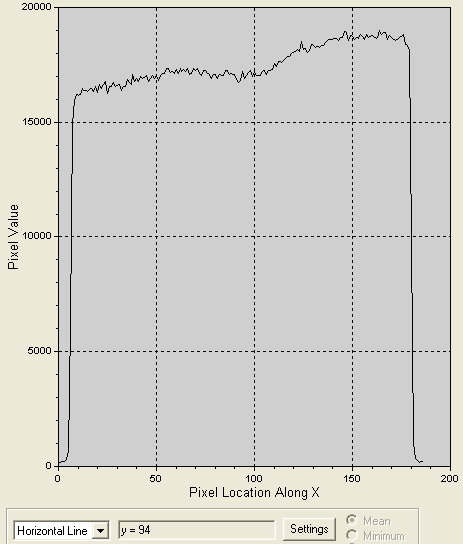 20000
15000
10000
5000
0
Pixel Value
0 50 100 150 200
Pixel Location Along X
Horizontal Line y = 94 Settings Mean
Minimum